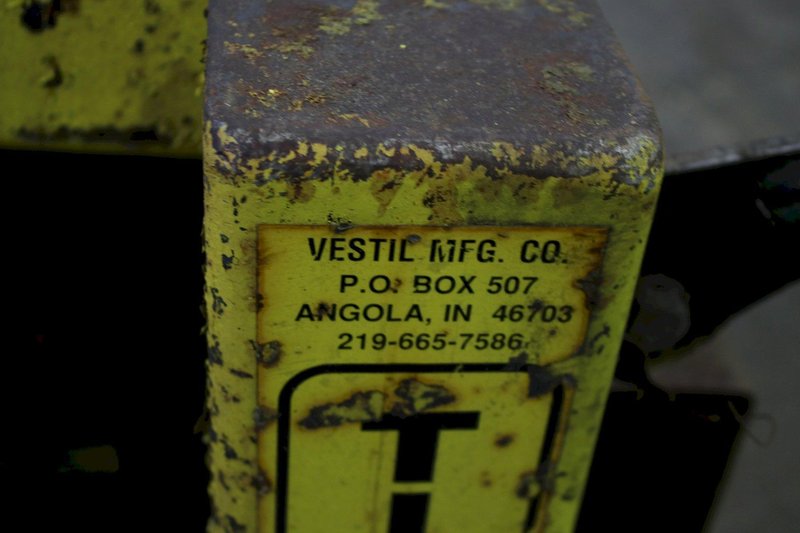 VESTIL MFG. CO.
P.O. BOX 507
ANGOLA, IN 46703
219-665-7586
T